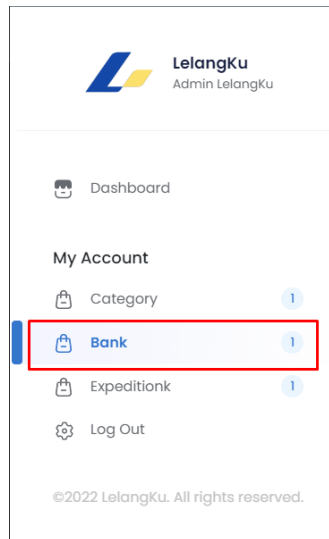 LelangKu
Admin LelangKu
Dashboard
My Account
Category 1
Bank 1
Expeditionk 1
Log Out
©2022 LelangKu. All rights reserved.